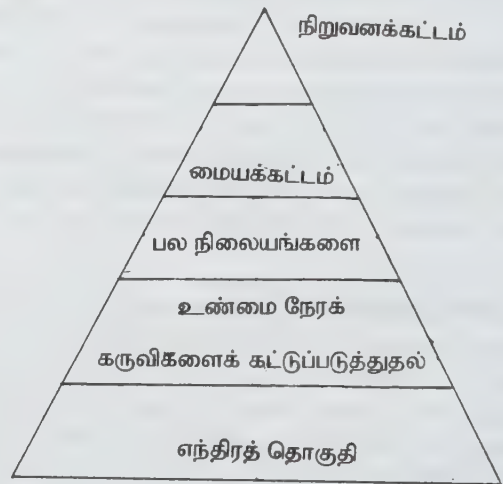 நிறுவனக்கட்டம்
மையக்கட்டம்
பல நிலையங்களை
உண்மை நேரக்
கருவிகளைக் கட்டுப்படுத்துதல்
எந்திரத் தொகுதி